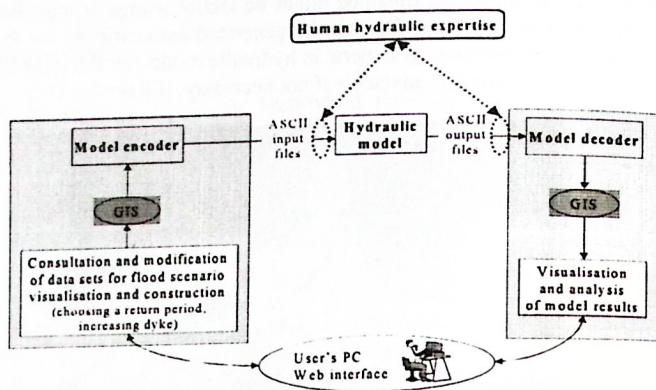 Human hydraulic expertise
Model encoder
ASCII
input
files
Hydraulic
model
ASCII
output
files
Model decoder
GIS
GIS
Consultation and modification
of data sets for flood scenario
visualisation and construction
(choosing a return period,
increasing dyke)
Visualisation
and analysis
of model results
User's PC
Web interface